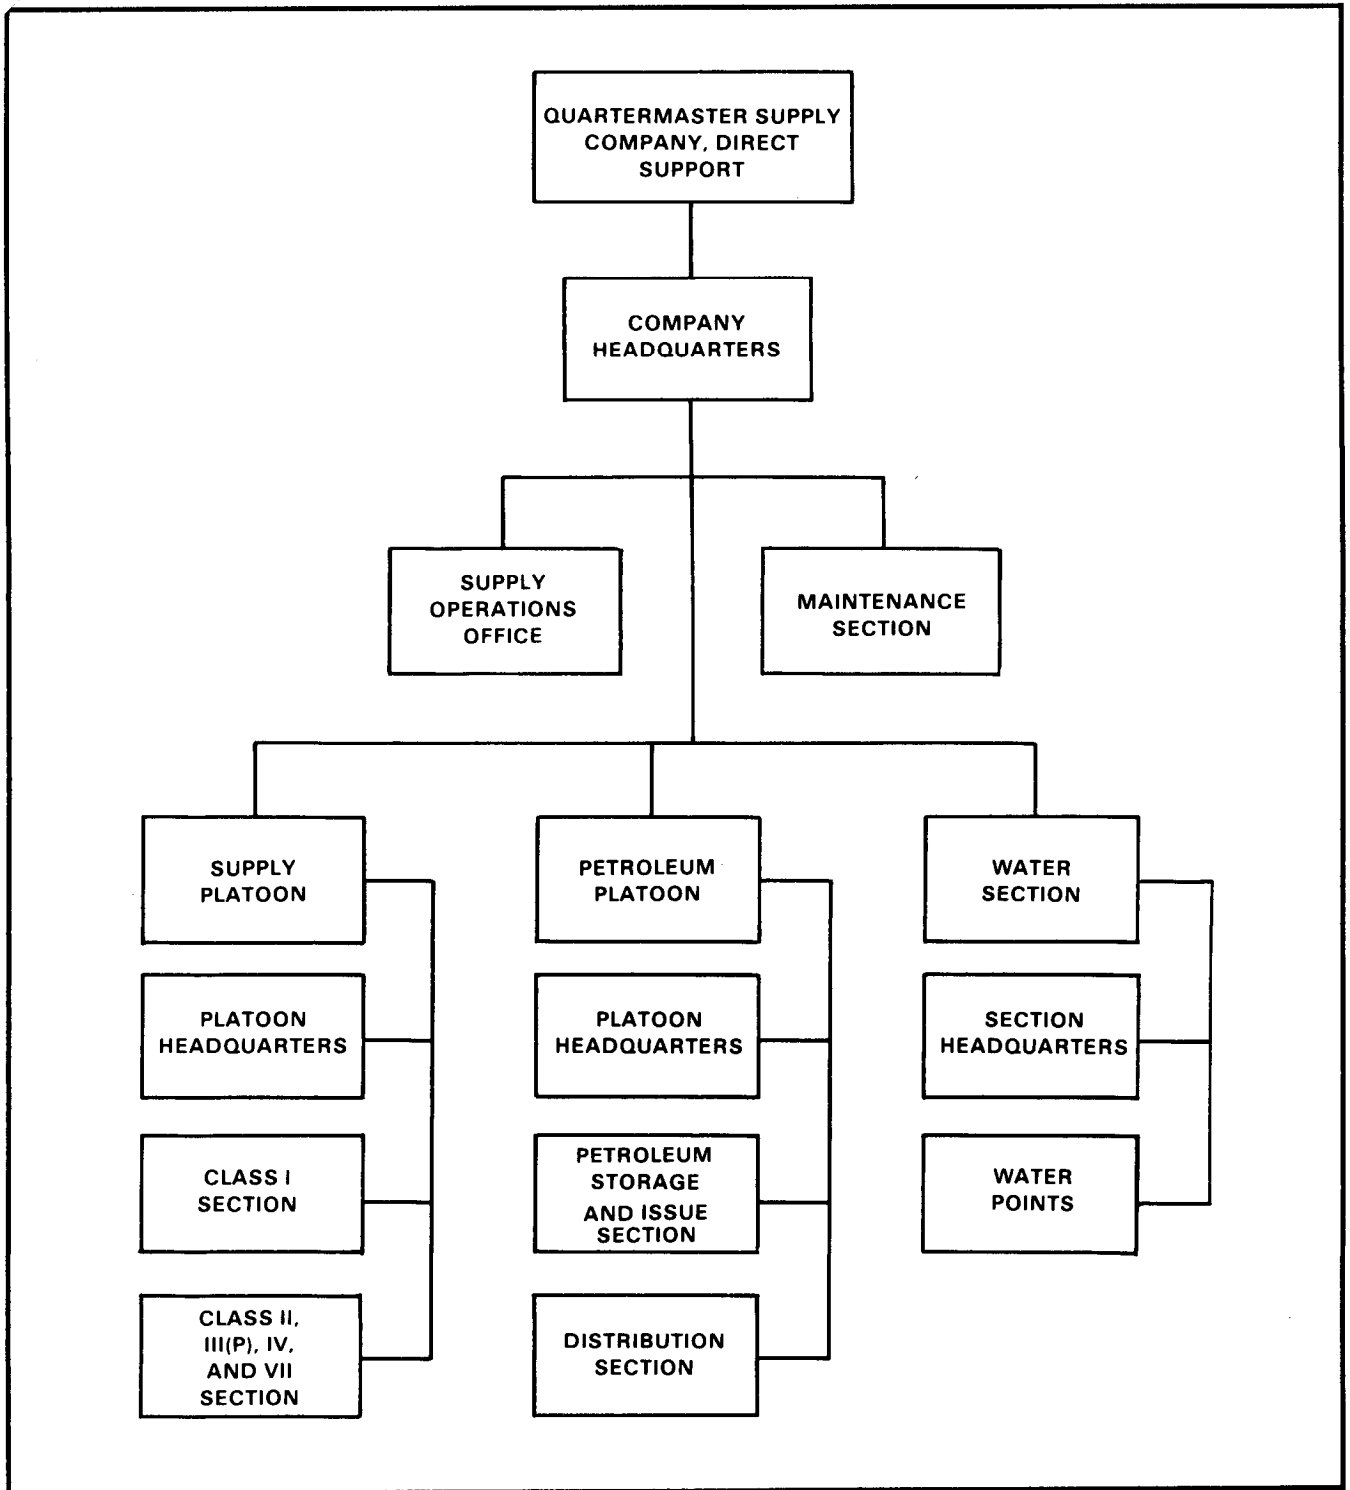 QUARTERMASTER SUPPLY
COMPANY, DIRECT
SUPPORT
COMPANY
HEADQUARTERS
SUPPLY
OPERATIONS
OFFICE
MAINTENANCE
SECTION
SUPPLY
PLATOON
PETROLEUM
PLATOON
WATER
SECTION
PLATOON
HEADQUARTERS
PLATOON
HEADQUARTERS
SECTION
HEADQUARTERS
CLASS I
SECTION
PETROLEUM
STORAGE
AND ISSUE
SECTION
WATER
POINTS
CLASS II,
III(P), IV,
AND VII
SECTION
DISTRIBUTION
SECTION